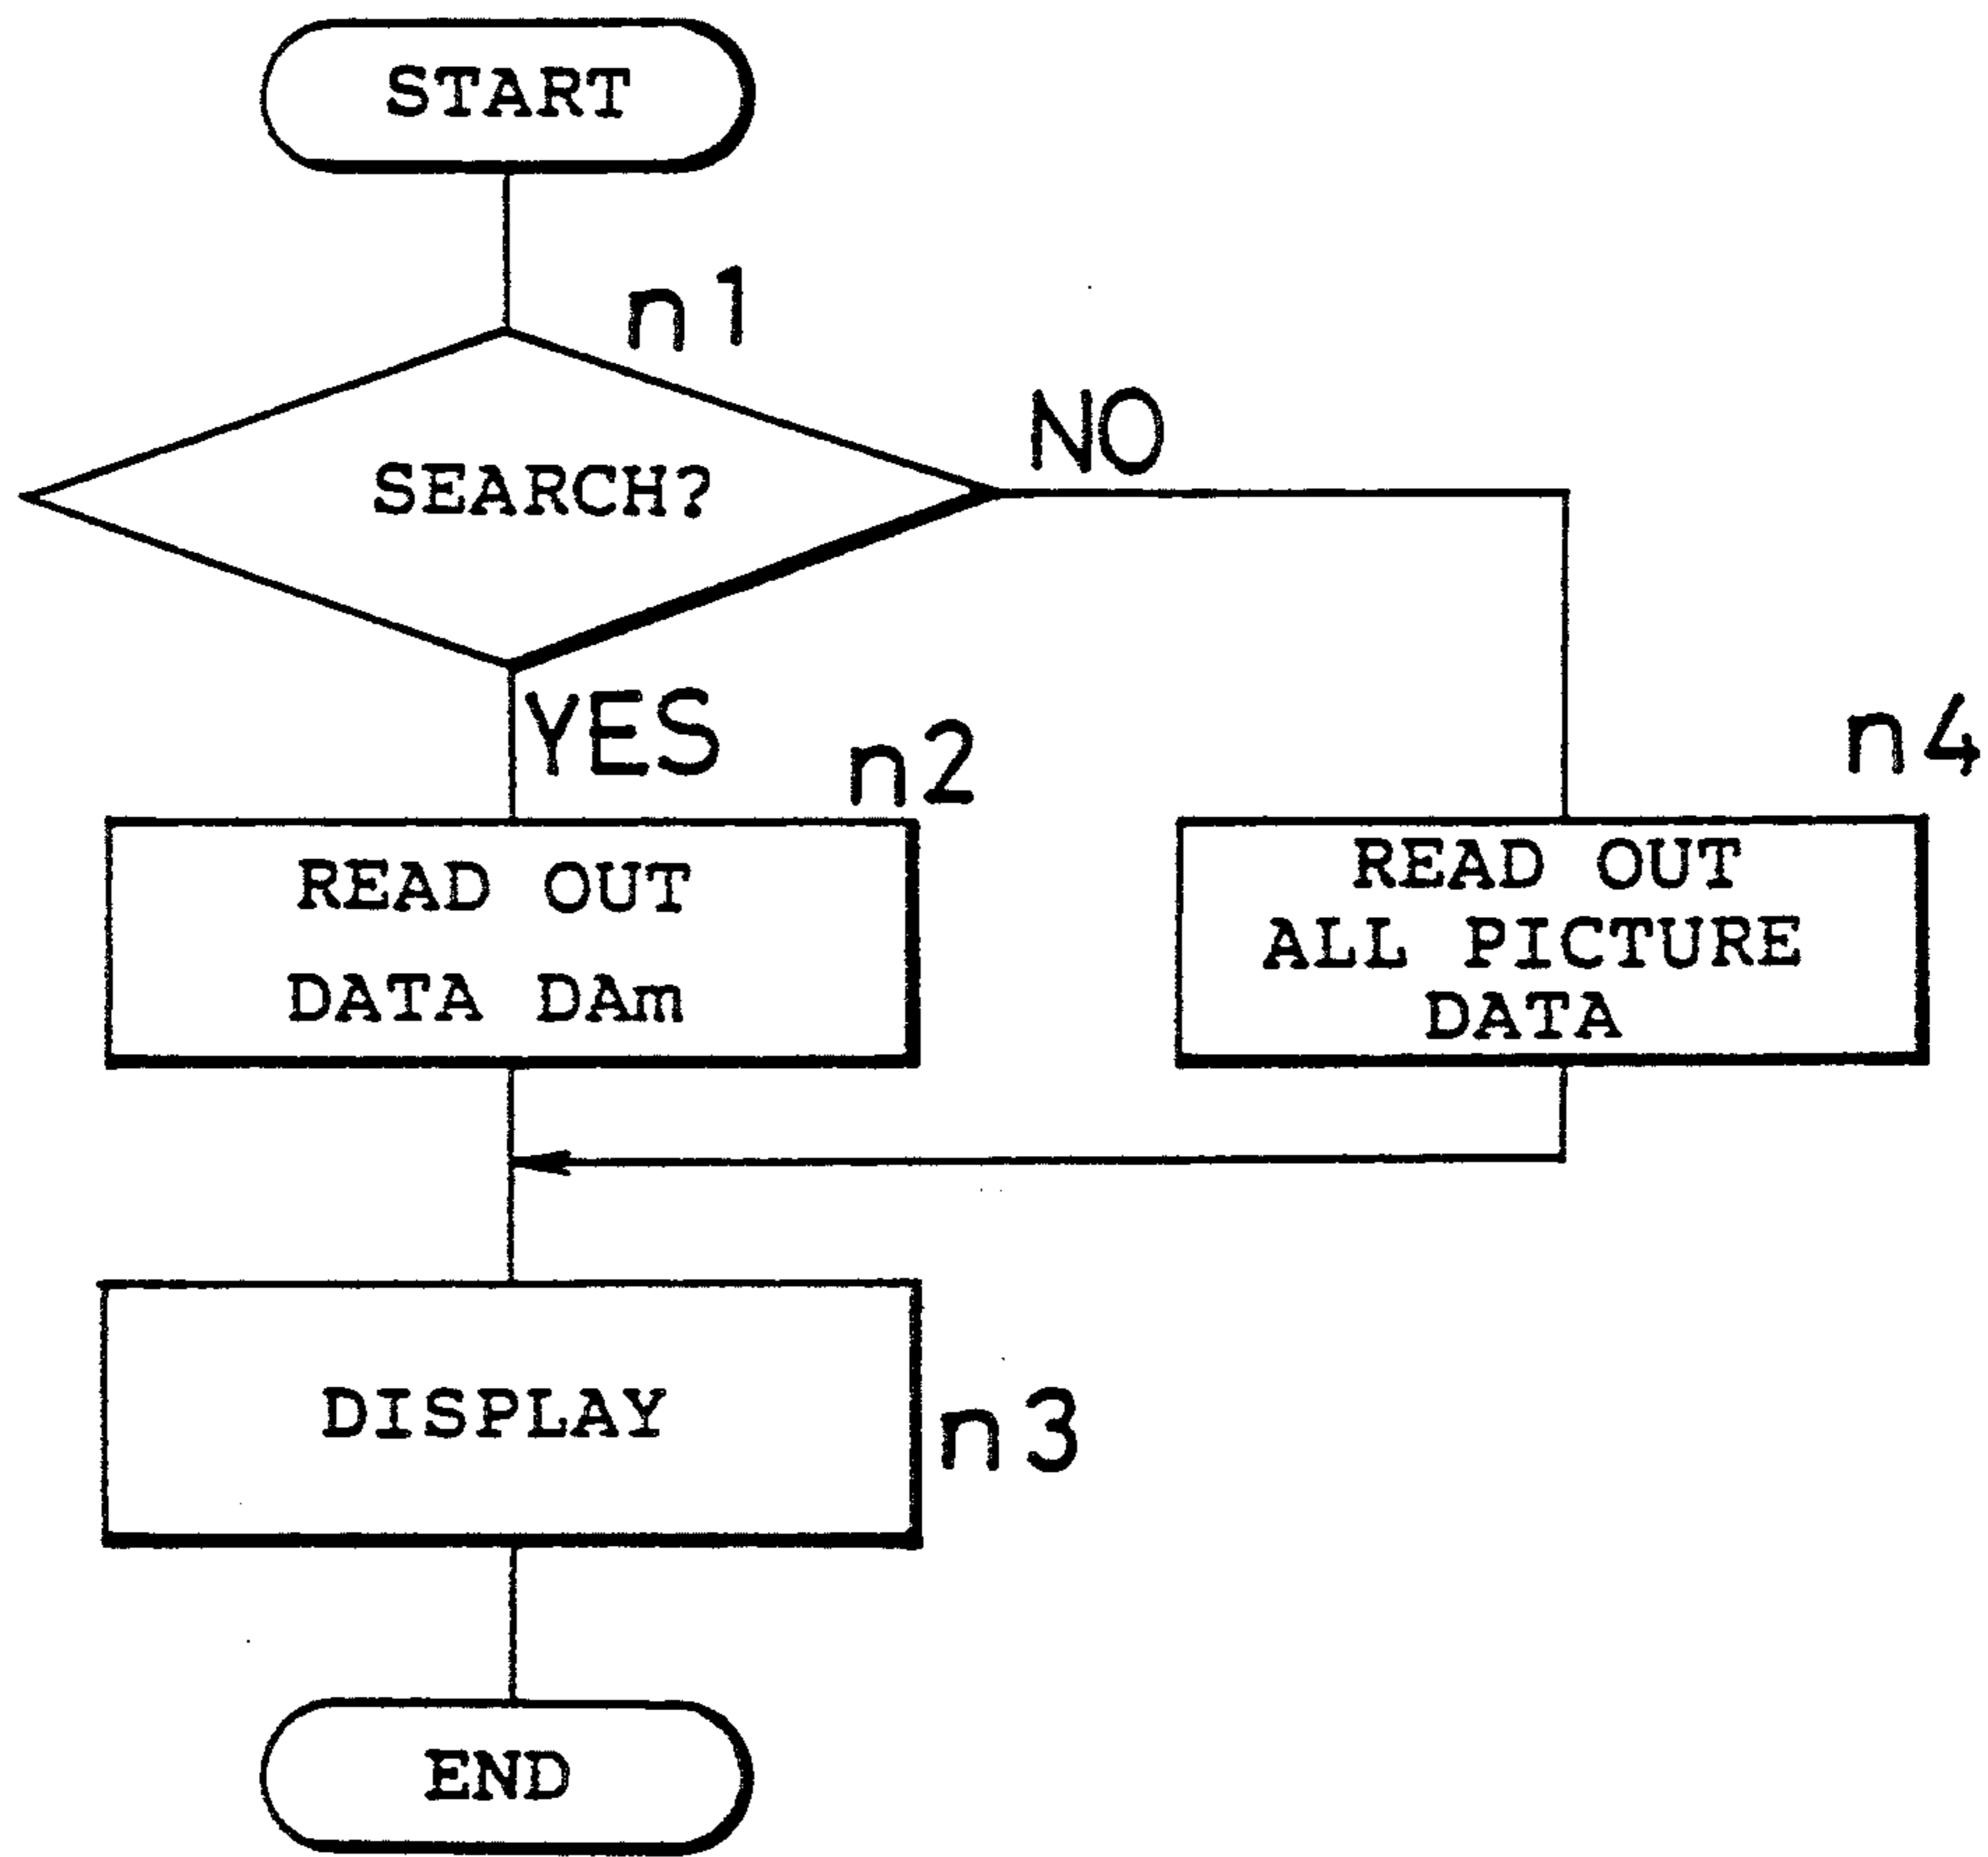 START
n1
SEARCH?
NO
YES
n2
READ OUT
DATA DAm
n4
READ OUT
ALL PICTURE
DATA
DISPLAY
n3
END